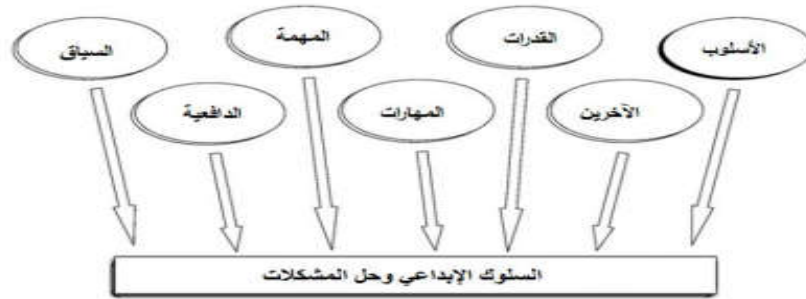 الأسلوب
القدرات
المهمة
السياق
الآخرين
المهارات
الدافعية
السلوك الإبداعي وحل المشكلات